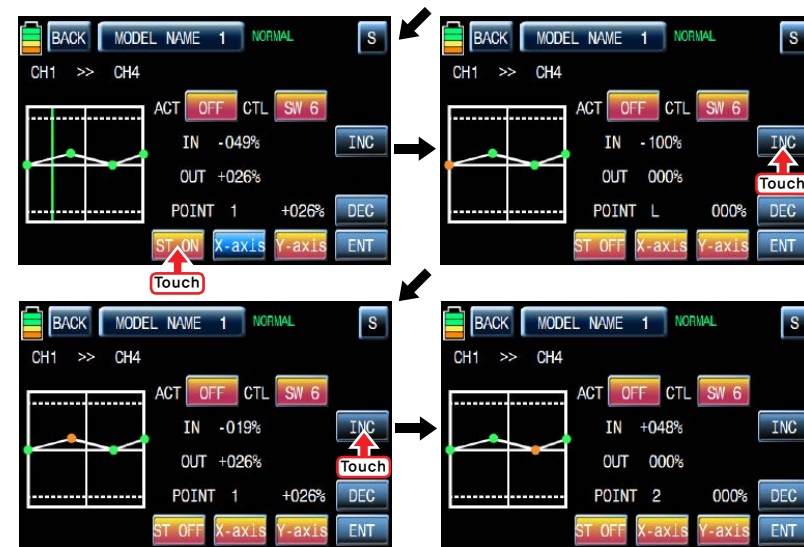 BACK MODEL NAME 1 NORMAL S
CH1 >> CH4
ACT OFF CTL SW 6
IN -049% INC
OUT +026%
POINT 1 +026% DEC
ST ON X-axis Y-axis ENT
Touch
BACK MODEL NAME 1 NORMAL S
CH1 >> CH4
ACT OFF CTL SW 6
IN -100% INC
OUT 000%
Touch
POINT L 000% DEC
ST OFF X-axis Y-axis ENT
BACK MODEL NAME 1 NORMAL S
CH1 >> CH4
ACT OFF CTL SW 6
IN -019% INC
OUT +026%
Touch
POINT 1 +026% DEC
ST OFF X-axis Y-axis ENT
BACK MODEL NAME 1 NORMAL S
CH1 >> CH4
ACT OFF CTL SW 6
IN +048% INC
OUT 000%
POINT 2 000% DEC
ST OFF X-axis Y-axis ENT